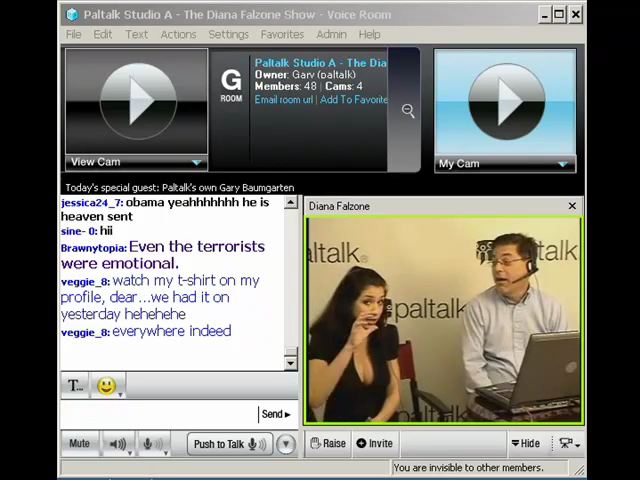 Paltalk Studio A - The Diana Falzone Show - Voice Room
File Edit Text Actions Settings Favorites Admin Help
G
ROOM
Paltalk Studio A - The Dia
Owner: Gary (paltalk)
Members: 48 | Cams: 4
Email room url | Add To Favorite
View Cam
My Cam
Today's special guest: Paltalk's own Gary Baumgarten
jessica24_7: obama yeahhhhhhh he is
heaven sent
sine- 0: hii
Brawnytopia: Even the terrorists
were emotional.
veggie_8: watch my t-shirt on my
profile, dear...we had it on
yesterday hehehehe
veggie_8: everywhere indeed
Diana Falzone
altalk.
paltalk
paltalk
T...
Send
Mute
Push to Talk
Raise
Invite
Hide
You are invisible to other members.